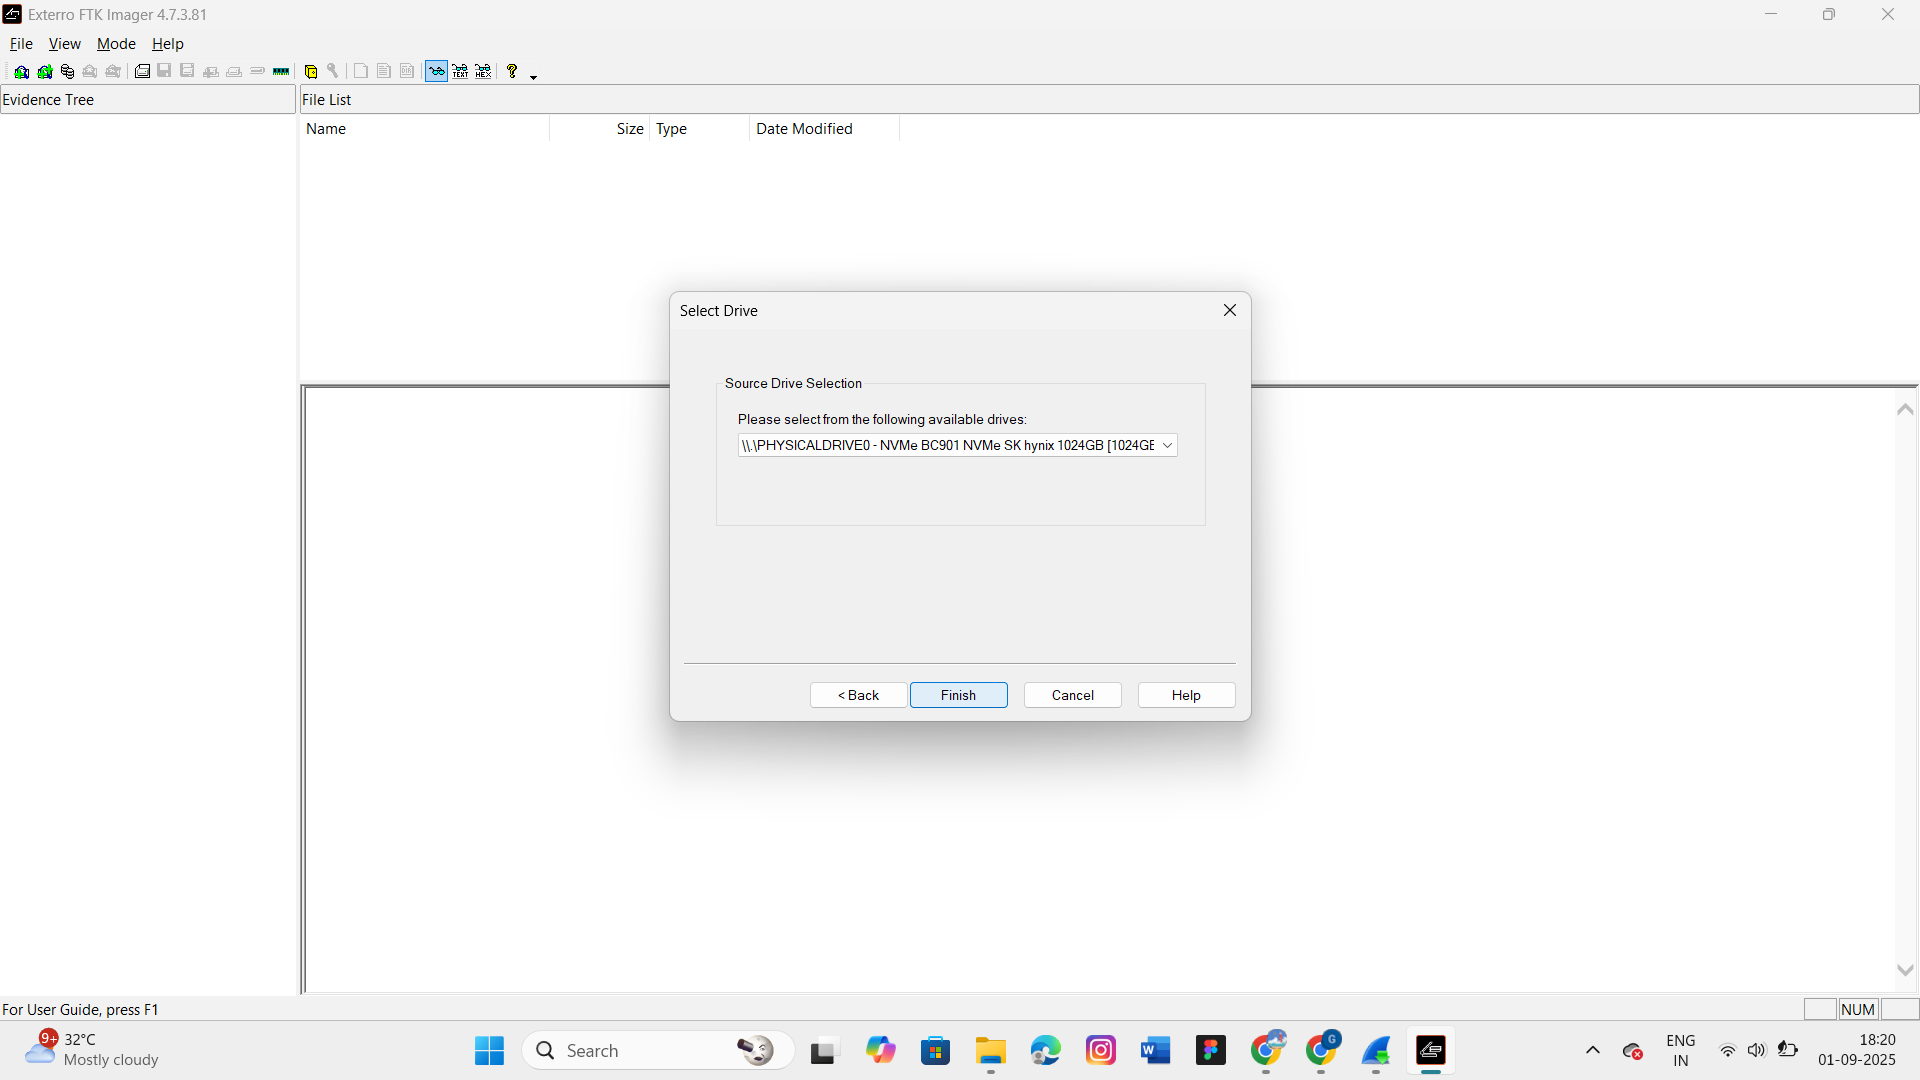 Exterro FTK Imager 4.7.3.81
File View Mode Help
TEXT HEX ?
Evidence Tree
File List
Name Size Type Date Modified
Select Drive
Source Drive Selection
Please select from the following available drives:
\\.\PHYSICALDRIVE0 - NVMe BC901 NVMe SK hynix 1024GB [1024GB
< Back Finish Cancel Help
For User Guide, press F1
NUM
9+ 32°C
Mostly cloudy
Search
G
ENG
IN
18:20
01-09-2025